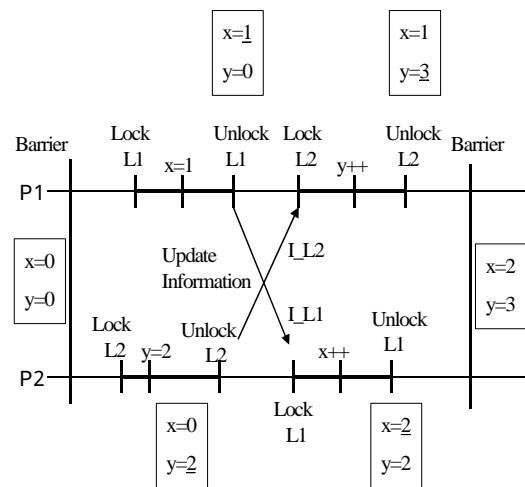 x=1
y=0
x=1
y=3
Barrier
Lock
L1
x=1
Unlock
L1
Lock
L2
y++
Unlock
L2
Barrier
P1
x=0
y=0
Update
Information
I_L2
I_L1
x=2
y=3
Lock
L2
y=2
Unlock
L2
x++
Unlock
L1
P2
Lock
L1
x=0
y=2
x=2
y=2